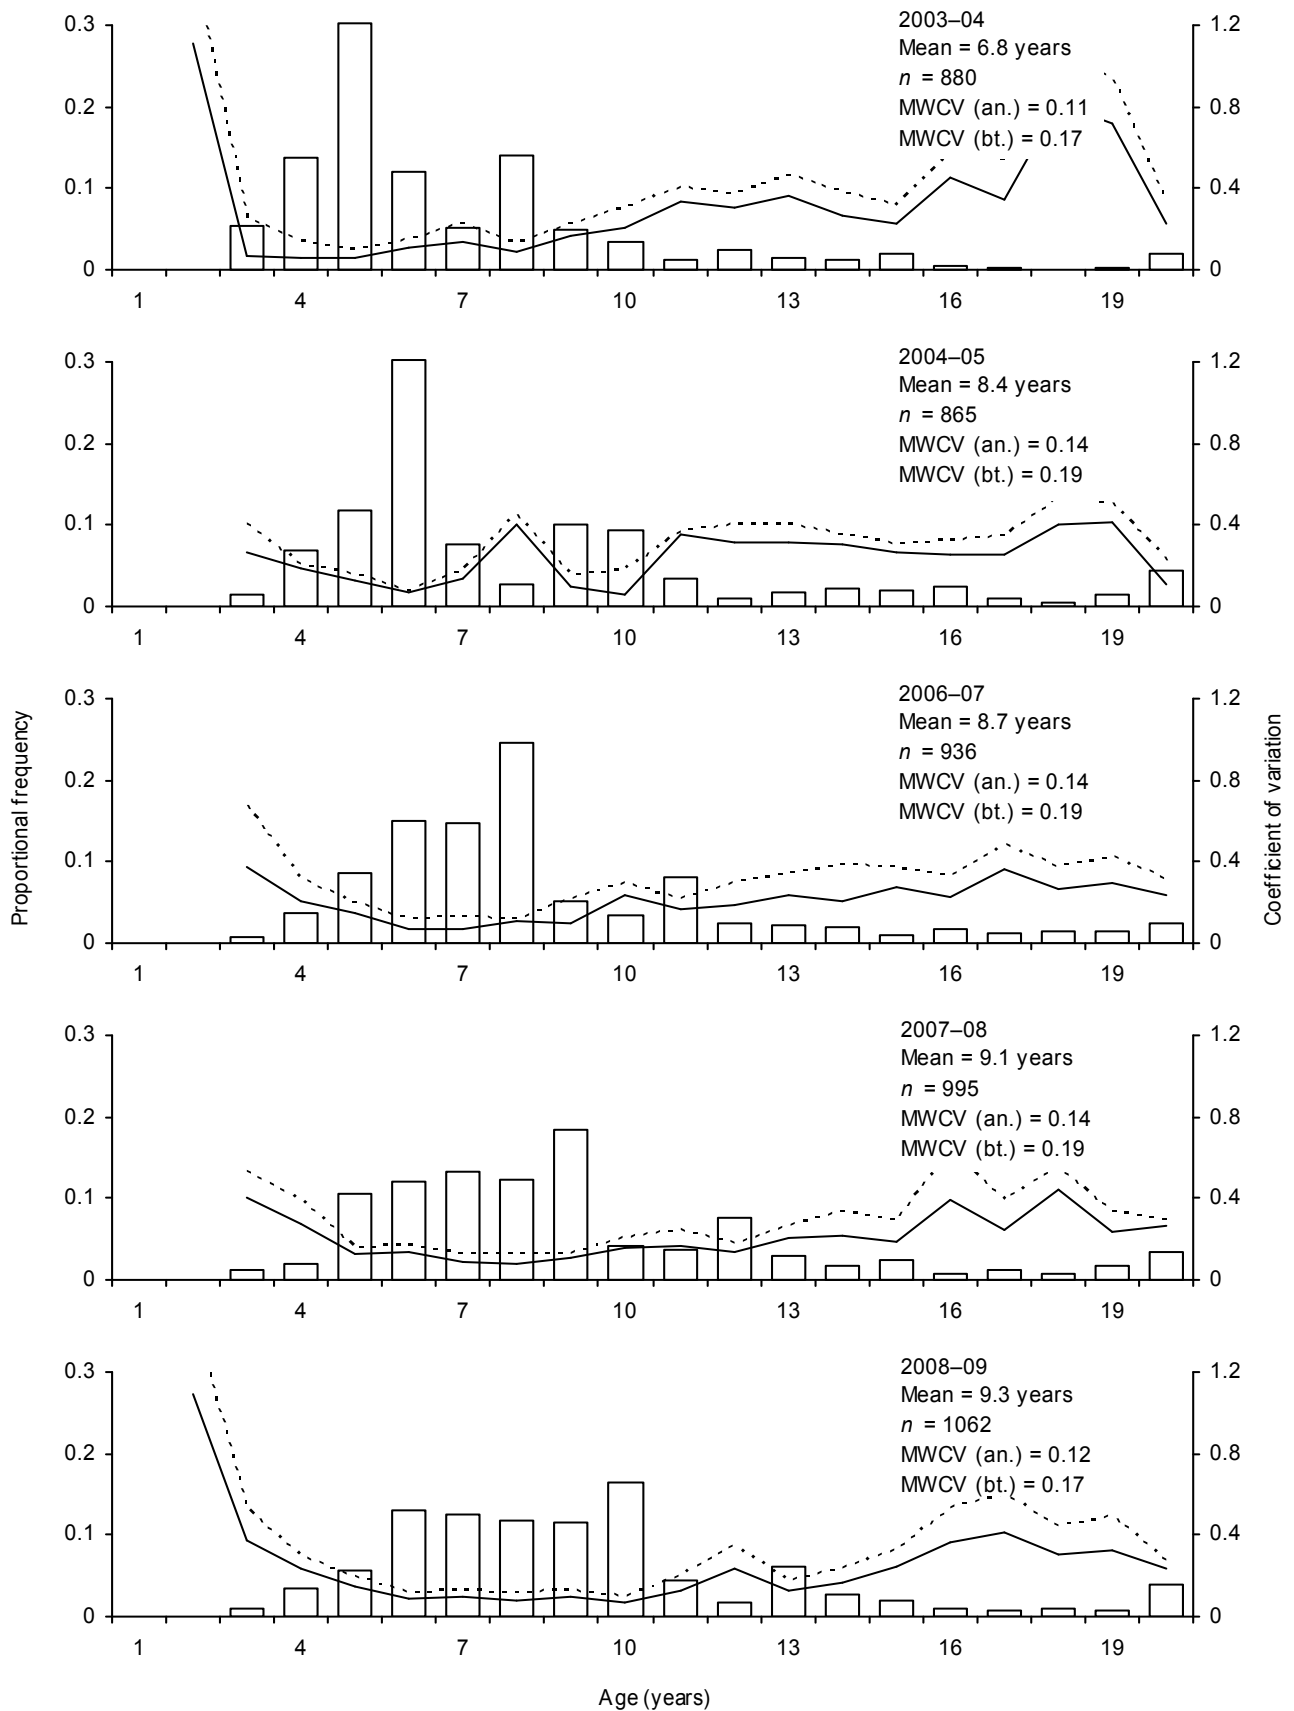 0.3
0.2
0.1
0
1.2
0.8
0.4
0
2003–04
Mean = 6.8 years
n = 880
MWCV (an.) = 0.11
MWCV (bt.) = 0.17
1 4 7 10 13 16 19
0.3
0.2
0.1
0
1.2
0.8
0.4
0
2004–05
Mean = 8.4 years
n = 865
MWCV (an.) = 0.14
MWCV (bt.) = 0.19
1 4 7 10 13 16 19
Proportional frequency
0.3
0.2
0.1
0
1.2
0.8
0.4
0
Coefficient of variation
2006–07
Mean = 8.7 years
n = 936
MWCV (an.) = 0.14
MWCV (bt.) = 0.19
1 4 7 10 13 16 19
0.3
0.2
0.1
0
1.2
0.8
0.4
0
2007–08
Mean = 9.1 years
n = 995
MWCV (an.) = 0.14
MWCV (bt.) = 0.19
1 4 7 10 13 16 19
0.3
0.2
0.1
0
1.2
0.8
0.4
0
2008–09
Mean = 9.3 years
n = 1062
MWCV (an.) = 0.12
MWCV (bt.) = 0.17
1 4 7 10 13 16 19
Age (years)